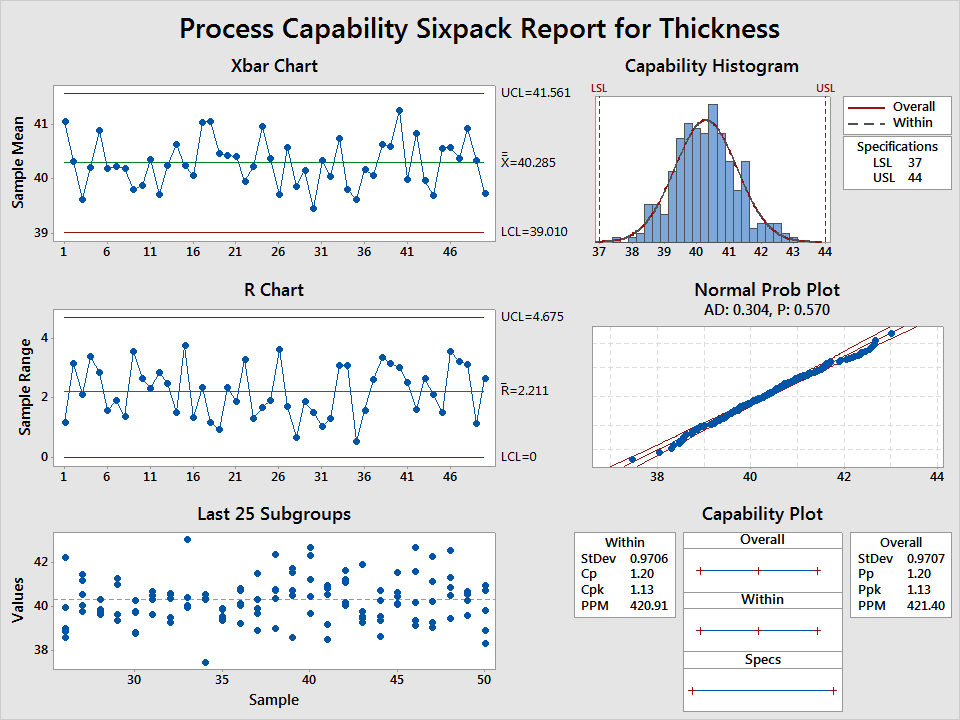 Process Capability Sixpack Report for Thickness
Xbar Chart
Sample Mean
41
40
39
1 6 11 16 21 26 31 36 41 46
UCL=41.561
X̿=40.285
LCL=39.010
Capability Histogram
LSL USL
37 38 39 40 41 42 43 44
Overall
Within
Specifications
LSL 37
USL 44
R Chart
Sample Range
4
2
0
1 6 11 16 21 26 31 36 41 46
UCL=4.675
R̅=2.211
LCL=0
Normal Prob Plot
AD: 0.304, P: 0.570
38 40 42 44
Last 25 Subgroups
Values
42
40
38
30 35 40 45 50
Sample
Capability Plot
Within
StDev 0.9706
Cp 1.20
Cpk 1.13
PPM 420.91
Overall
Within
Specs
Overall
StDev 0.9707
Pp 1.20
Ppk 1.13
PPM 421.40